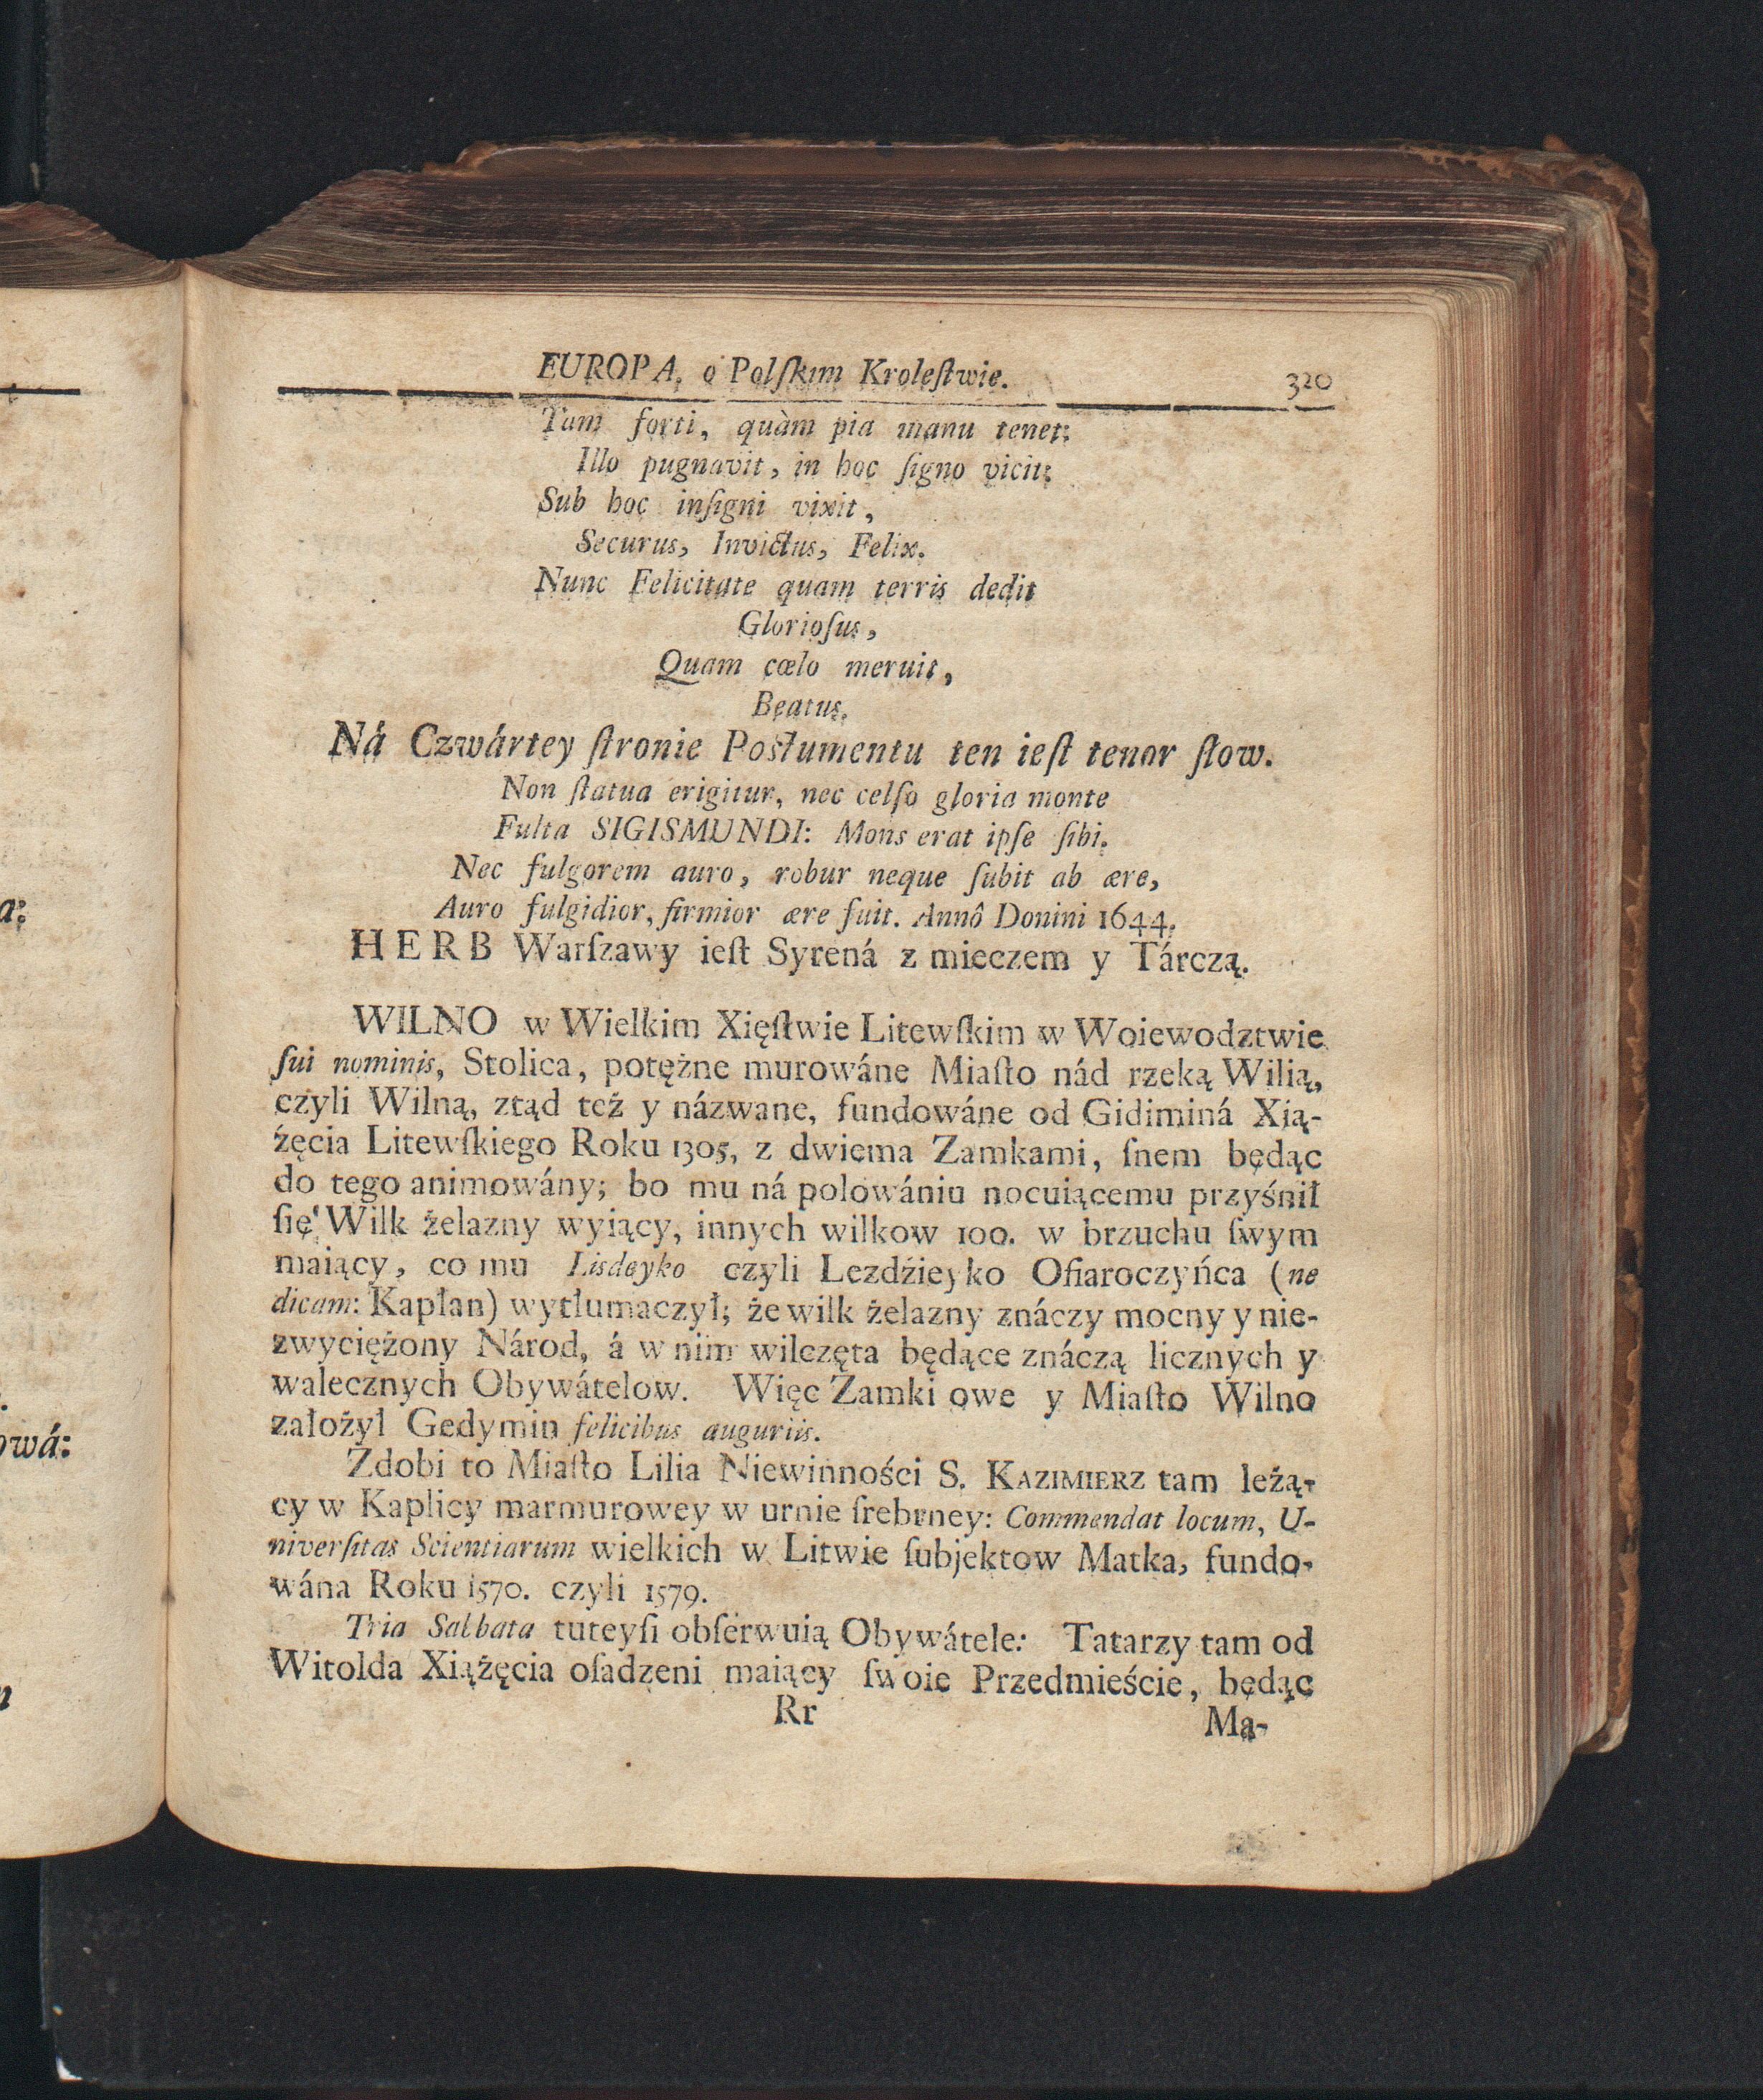 EUROPA, o Polſkim Kroleſtwie. 320
Tam forti, quàm pia manu tenet:
Illo pugnavit, in hoc ſigno vicit:
Sub hoc inſigni vixit,
Securus, Invictus, Felix.
Nunc Felicitate quam terris dedit
Glorioſus,
Quam cœlo meruit,
Beatus.
Ná Czwártey ſtronie Postumentu ten ieſt tenor ſłow.
Non ſtatua erigitur, nec celſo gloria monte
Fulta SIGISMUNDI: Mons erat ipſe ſibi.
Nec fulgorem auro, robur neque ſubit ab ære,
Auro fulgidior, firmior ære fuit. Annô Donini 1644.
HERB Warſzawy ieſt Syrená z mieczem y Tárczą.
WILNO w Wielkim Xięſtwie Litewſkim w Woiewodztwie
ſui nominis, Stolica, potężne murowáne Miaſto nád rzeką Wilią,
czyli Wilną, ztąd też y názwane, fundowáne od Gidiminá Xią-
żęcia Litewſkiego Roku 1305, z dwiema Zamkami, ſnem będąc
do tego animowány; bo mu ná polowániu nocuiącemu przyśnił
ſię Wilk żelazny wyiący, innych wilkow 100. w brzuchu ſwym
maiący, co mu Lisdeyko czyli Lezdźieyko Ofiaroczyńca (ne
dicam: Kapłan) wytłumaczył; że wilk żelazny znáczy mocny y nie-
zwyciężony Národ, á w nim wilczęta będące znáczą licznych y
walecznych Obywátelow. Więc Zamki owe y Miaſto Wilno
założył Gedymin felicibus auguriis.
Zdobi to Miaſto Lilia Niewinności S. KAZIMIERZ tam leżą-
cy w Kaplicy marmurowey w urnie ſrebrney: Commendat locum, U-
niverſitas Scientiarum wielkich w Litwie ſubjektow Matka, fundo-
wána Roku 1570. czyli 1579.
Tria Sabbata tuteyſi obſerwuią Obywátele: Tatarzy tam od
Witolda Xiążęcia oſadzeni maiący ſwoie Przedmieście, będąc
Rr Mą-
a:
owá: